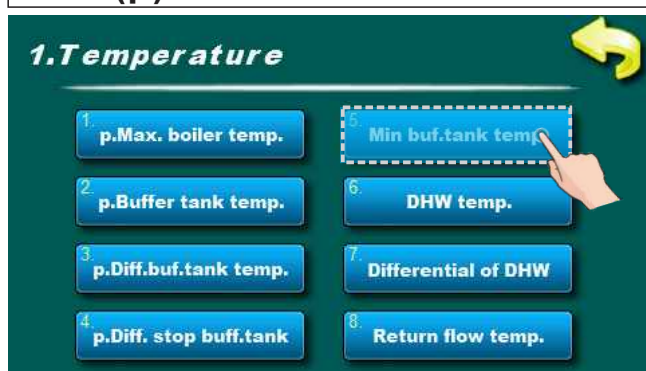 1.Temperature
1. p.Max. boiler temp.
2. p.Buffer tank temp.
3. p.Diff.buf.tank temp.
4. p.Diff. stop buff.tank
5. Min buf.tank temp
6. DHW temp.
7. Differential of DHW
8. Return flow temp.